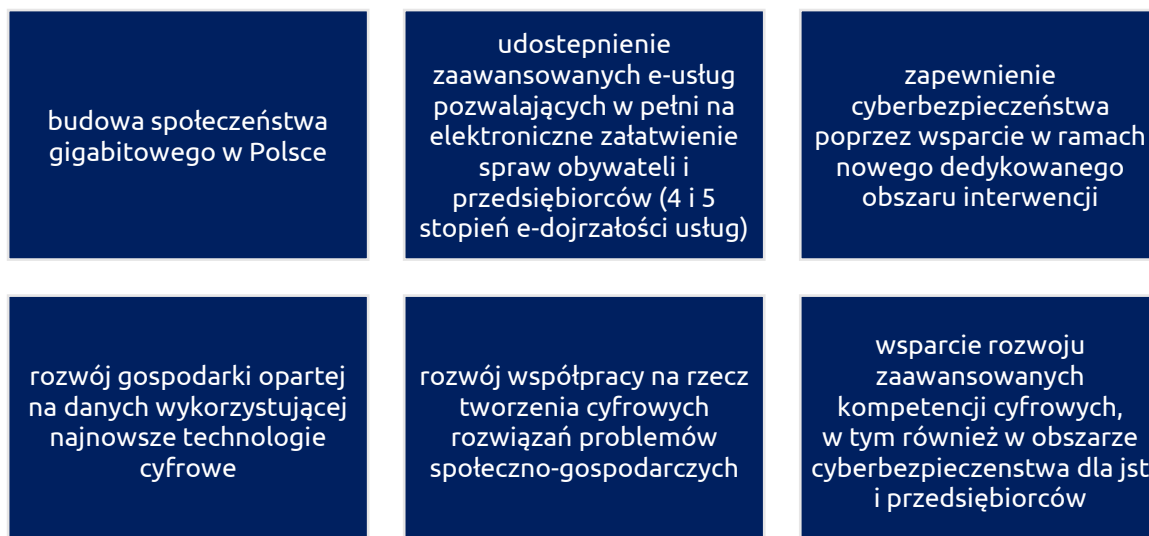 budowa społeczeństwa
gigabitowego w Polsce
udostepnienie
zaawansowanych e-usług
pozwalających w pełni na
elektroniczne załatwienie
spraw obywateli i
przedsiębiorców (4 i 5
stopień e-dojrzałości usług)
zapewnienie
cyberbezpieczeństwa
poprzez wsparcie w ramach
nowego dedykowanego
obszaru interwencji
rozwój gospodarki opartej
na danych wykorzystującej
najnowsze technologie
cyfrowe
rozwój współpracy na rzecz
tworzenia cyfrowych
rozwiązań problemów
społeczno-gospodarczych
wsparcie rozwoju
zaawansowanych
kompetencji cyfrowych,
w tym również w obszarze
cyberbezpieczenstwa dla jst
i przedsiębiorców